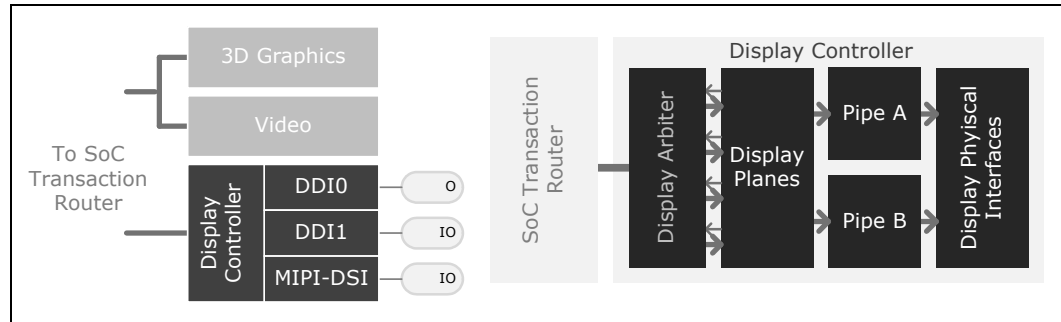 3D Graphics
Video
To SoC
Transaction
Router
Display
Controller
DDI0
O
DDI1
IO
MIPI-DSI
IO
SoC Transaction
Router
Display Controller
Display Arbiter
Display
Planes
Pipe A
Pipe B
Display Phyiscal
Interfaces